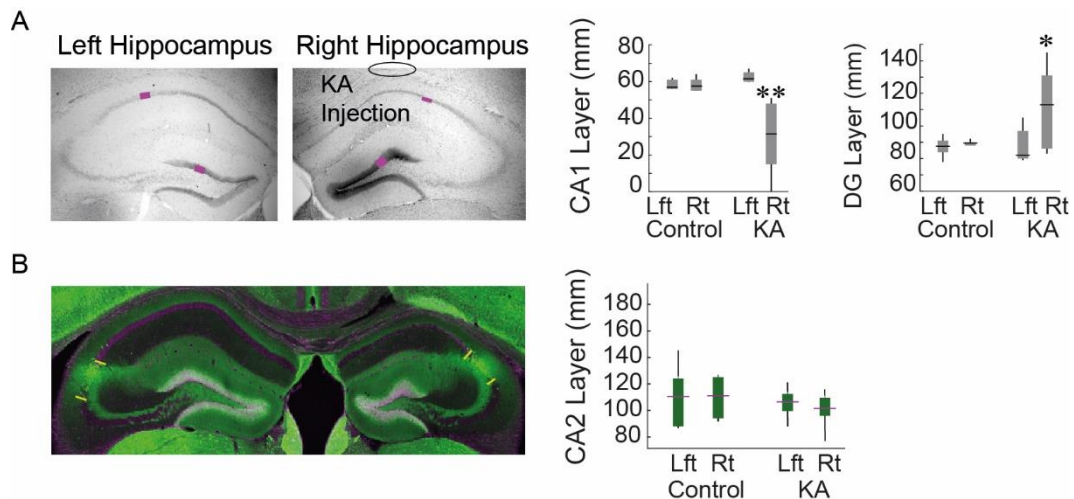 A
Left Hippocampus
Right Hippocampus
KA
Injection
CA1 Layer (mm)
80
70
60
40
20
0
**
Lft Rt
Lft Rt
Control
KA
DG Layer (mm)
140
120
100
80
60
*
Lft Rt
Lft Rt
Control
KA
B
CA2 Layer (mm)
180
160
140
120
100
80
Lft Rt
Lft Rt
Control
KA